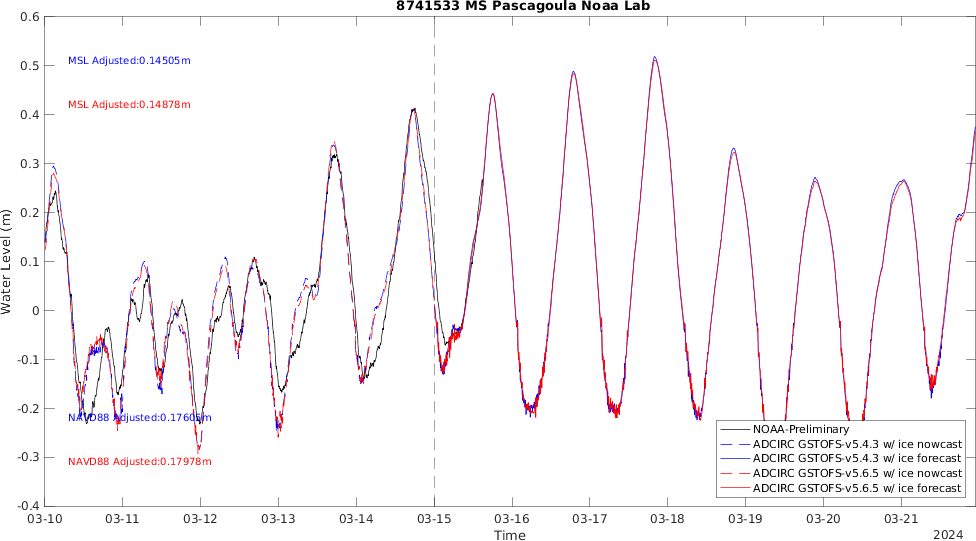 8741533 MS Pascagoula Noaa Lab
0.6
0.5
0.4
0.3
0.2
0.1
0
-0.1
-0.2
-0.3
-0.4
Water Level (m)
MSL Adjusted:0.14505m
MSL Adjusted:0.14878m
NAVD88 Adjusted:0.17605m
NAVD88 Adjusted:0.17978m
NOAA-Preliminary
ADCIRC GSTOFS-v5.4.3 w/ ice nowcast
ADCIRC GSTOFS-v5.4.3 w/ ice forecast
ADCIRC GSTOFS-v5.6.5 w/ ice nowcast
ADCIRC GSTOFS-v5.6.5 w/ ice forecast
03-10 03-11 03-12 03-13 03-14 03-15 03-16 03-17 03-18 03-19 03-20 03-21
Time
2024